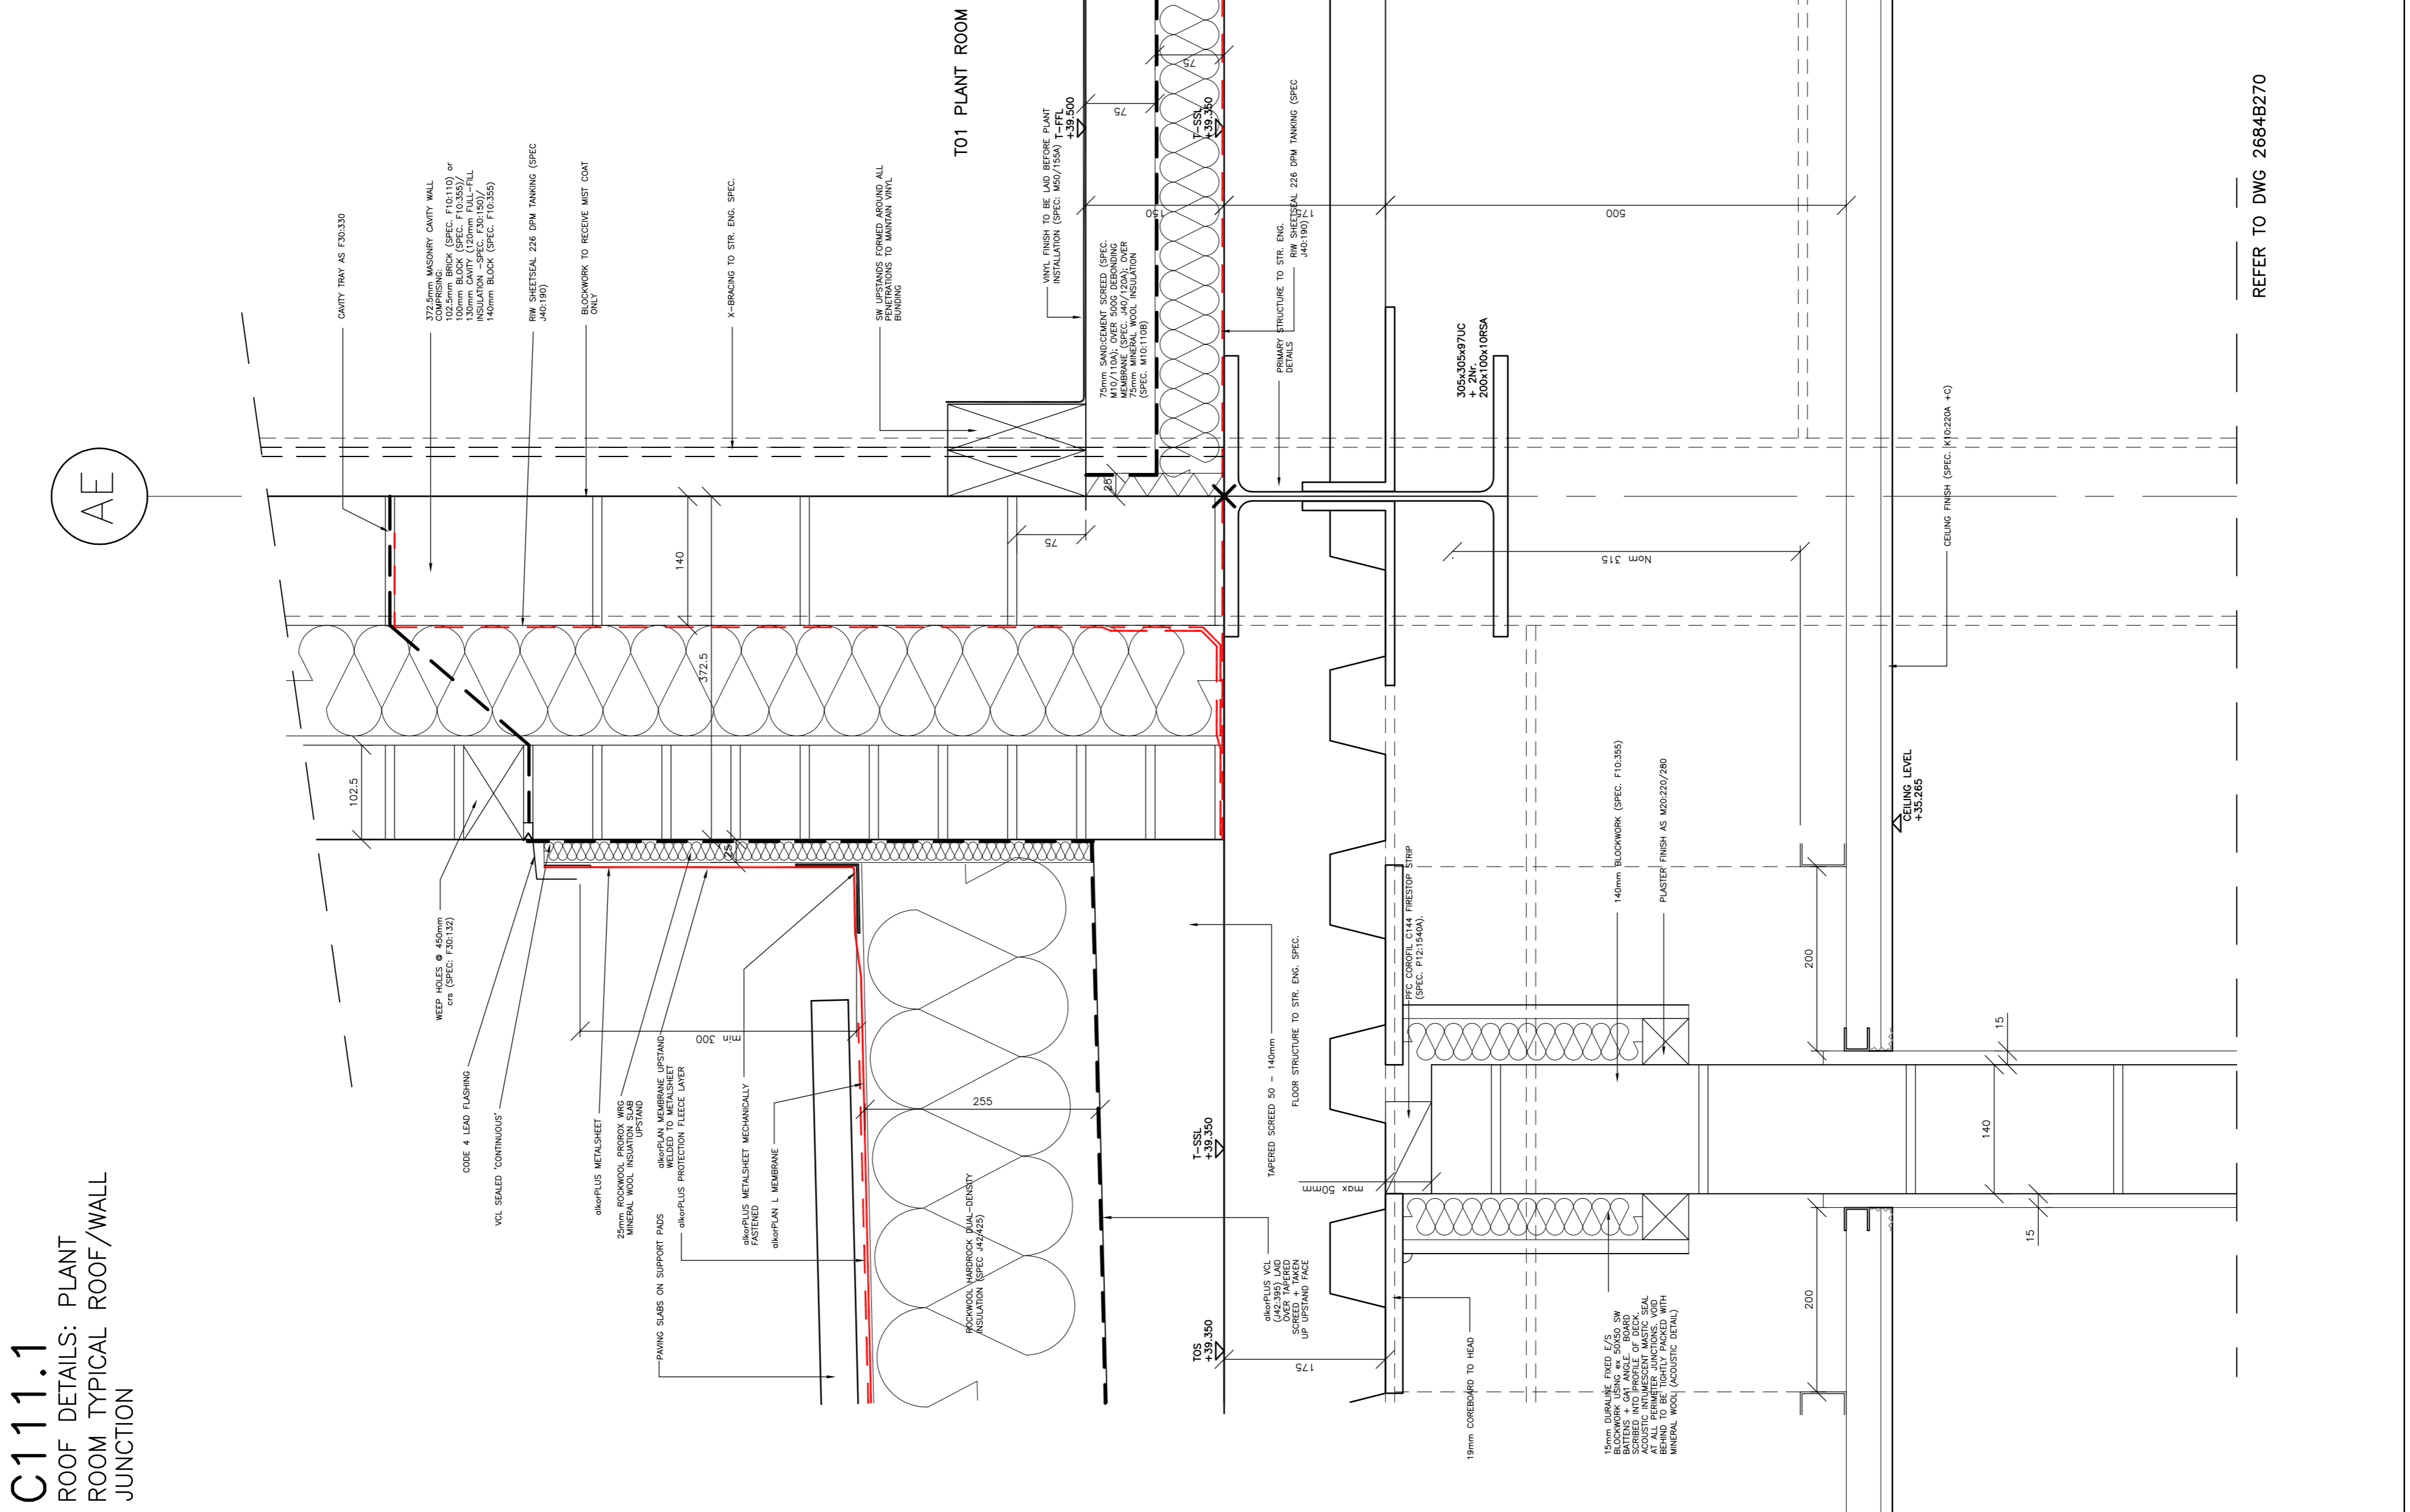 C111.1
ROOF DETAILS: PLANT
ROOM TYPICAL ROOF/WALL
JUNCTION
AE
CAVITY TRAY AS F30:330
372.5mm MASONRY CAVITY WALL
COMPRISING:
102.5mm BRICK (SPEC. F10:110) or
100mm BLOCK (SPEC. F10:355)/
130mm CAVITY (120mm FULL-FILL
INSULATION -SPEC. F30:150)/
140mm BLOCK (SPEC. F10:355)
RIW SHEETSEAL 226 DPM TANKING (SPEC
J40:190)
BLOCKWORK TO RECEIVE MIST COAT
ONLY
X-BRACING TO STR. ENG. SPEC.
SW UPSTANDS FORMED AROUND ALL
PENETRATIONS TO MAINTAIN VINYL
BUNDING
T01 PLANT ROOM
VINYL FINISH TO BE LAID BEFORE PLANT
INSTALLATION (SPEC: M50/155A)
T-FFL
+39.500
75
75
T-SSL
+39.350
75mm SAND:CEMENT SCREED (SPEC.
M10/110A); OVER 500G DEBONDING
MEMBRANE (SPEC. J40/120A); OVER
75mm MINERAL WOOL INSULATION
(SPEC. M10:110B)
150
175
500
PRIMARY STRUCTURE TO STR. ENG.
DETAILS
RIW SHEETSEAL 226 DPM TANKING (SPEC
J40:190)
305x305x97UC
+ 2Nr.
200x100x10RSA
CEILING FINISH (SPEC. K10:220A +C)
REFER TO DWG 2684B270
25
75
140
372.5
102.5
Nom 315
WEEP HOLES @ 450mm
crs (SPEC: F30:132)
CODE 4 LEAD FLASHING
VCL SEALED 'CONTINUOUS'
alkorPLUS METALSHEET
25mm ROCKWOOL PROROX WRG
MINERAL WOOL INSUATION SLAB
UPSTAND
alkorPLAN MEMBRANE UPSTAND
WELDED TO METALSHEET
alkorPLUS PROTECTION FLEECE LAYER
PAVING SLABS ON SUPPORT PADS
alkorPLUS METALSHEET MECHANICALLY
FASTENED
alkorPLAN L MEMBRANE
25
300 min
255
ROCKWOOL HARDROCK DUAL-DENSITY
INSULATION (SPEC J42/425)
T-SSL
+39.350
TOS
+39.350
TAPERED SCREED 50 - 140mm
FLOOR STRUCTURE TO STR. ENG. SPEC.
alkorPLUS VCL
(J42:395) LAID
OVER TAPERED
SCREED + TAKEN
UP UPSTAND FACE
175
max 50mm
PFC COROFIL C144 FIRESTOP STRIP
(SPEC. P12:1540A).
19mm COREBOARD TO HEAD
140mm BLOCKWORK (SPEC. F10:355)
PLASTER FINISH AS M20:220/280
15mm DURALINE FIXED E/S
BLOCKWORK USING ex 50X50 SW
BATTENS + GA1 ANGLE. BOARD
SCRIBED INTO PROFILE OF DECK.
ACOUSTIC INTUMESCENT MASTIC SEAL
AT ALL PERIMETER JUNCTIONS. VOID
BEHIND TO BE TIGHTLY PACKED WITH
MINERAL WOOL (ACOUSTIC DETAIL)
CEILING LEVEL
+35.265
200
200
15
140
15